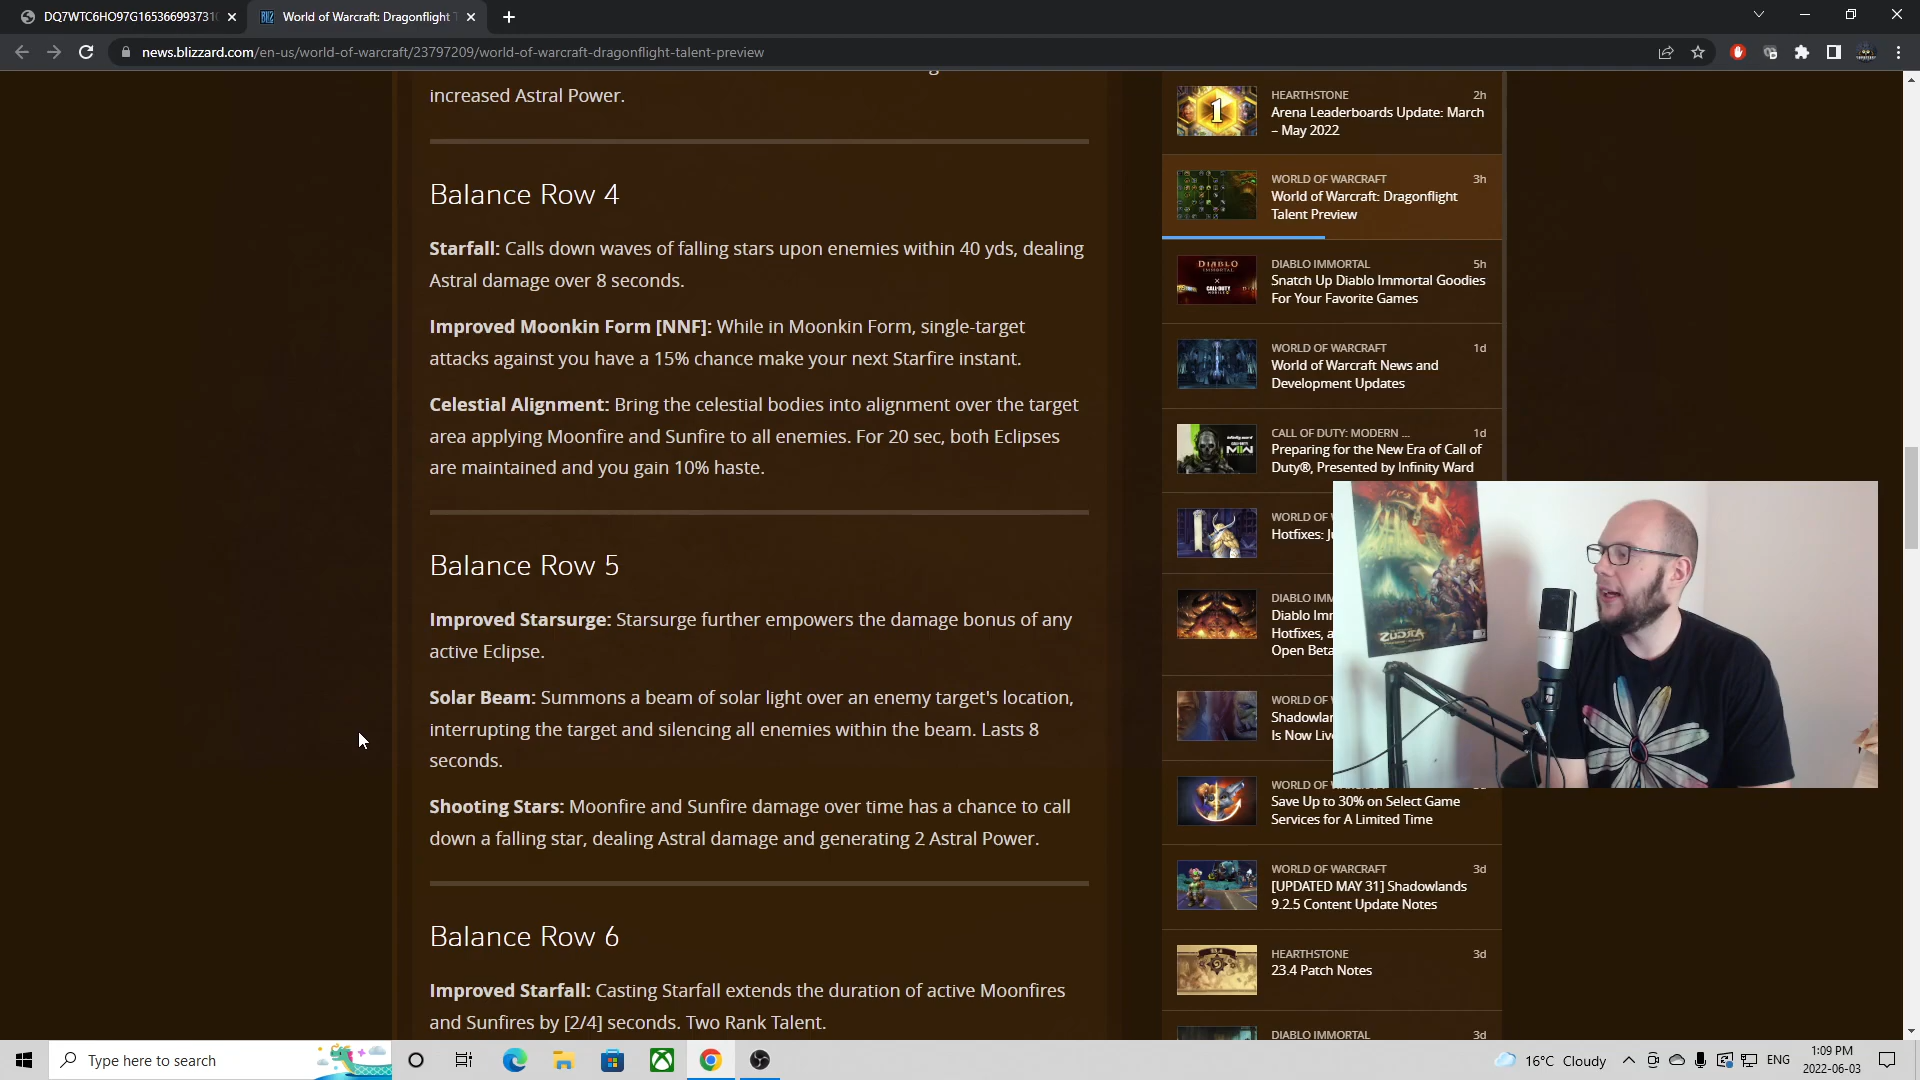 DQ7WTC6HO97G1653669937310
World of Warcraft: Dragonflight T
news.blizzard.com/en-us/world-of-warcraft/23797209/world-of-warcraft-dragonflight-talent-preview
increased Astral Power.
Balance Row 4
Starfall: Calls down waves of falling stars upon enemies within 40 yds, dealing
Astral damage over 8 seconds.
Improved Moonkin Form [NNF]: While in Moonkin Form, single-target
attacks against you have a 15% chance make your next Starfire instant.
Celestial Alignment: Bring the celestial bodies into alignment over the target
area applying Moonfire and Sunfire to all enemies. For 20 sec, both Eclipses
are maintained and you gain 10% haste.
Balance Row 5
Improved Starsurge: Starsurge further empowers the damage bonus of any
active Eclipse.
Solar Beam: Summons a beam of solar light over an enemy target's location,
interrupting the target and silencing all enemies within the beam. Lasts 8
seconds.
Shooting Stars: Moonfire and Sunfire damage over time has a chance to call
down a falling star, dealing Astral damage and generating 2 Astral Power.
Balance Row 6
Improved Starfall: Casting Starfall extends the duration of active Moonfires
and Sunfires by [2/4] seconds. Two Rank Talent.
1
HEARTHSTONE 2h
Arena Leaderboards Update: March
– May 2022
WORLD OF WARCRAFT 3h
World of Warcraft: Dragonflight
Talent Preview
DIABLO
IMMORTAL
×
CALL OF DUTY
DIABLO IMMORTAL 5h
Snatch Up Diablo Immortal Goodies
For Your Favorite Games
WORLD OF WARCRAFT 1d
World of Warcraft News and
Development Updates
CALL OF DUTY: MODERN ... 1d
Preparing for the New Era of Call of
Duty®, Presented by Infinity Ward
WORLD OF
Hotfixes: J
DIABLO IMM
Diablo Imm
Hotfixes, a
Open Beta
WORLD OF
Shadowlan
Is Now Live
WORLD OF
Save Up to 30% on Select Game
Services for A Limited Time
WORLD OF WARCRAFT 3d
[UPDATED MAY 31] Shadowlands
9.2.5 Content Update Notes
HEARTHSTONE 3d
23.4 Patch Notes
DIABLO IMMORTAL 3d
ARGUS
Type here to search
16°C Cloudy
ENG
1:09 PM
2022-06-03